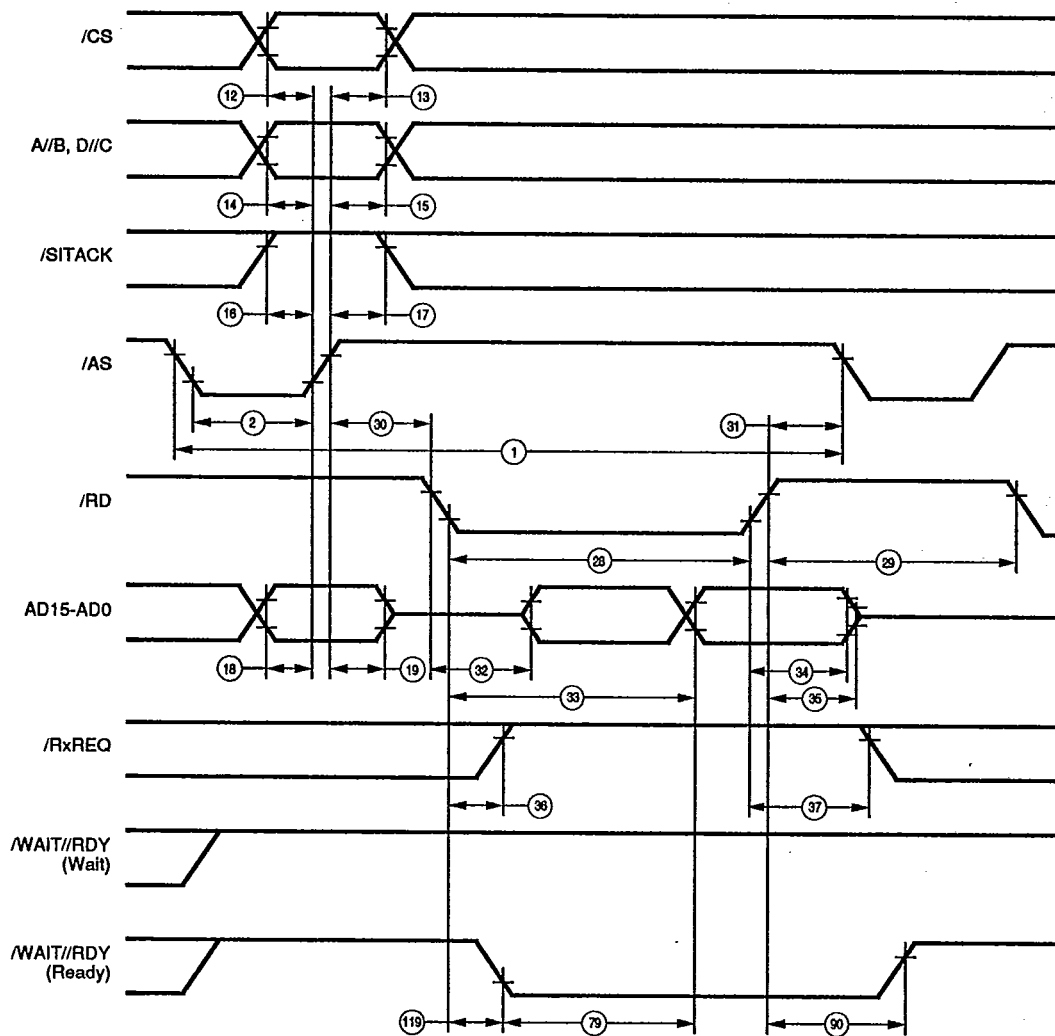 /CS
12
13
A//B, D//C
14
15
/SITACK
16
17
/AS
2
30
31
1
/RD
28
29
AD15-AD0
18
19
32
34
33
35
/RxREQ
36
37
/WAIT//RDY
(Wait)
/WAIT//RDY
(Ready)
119
79
90